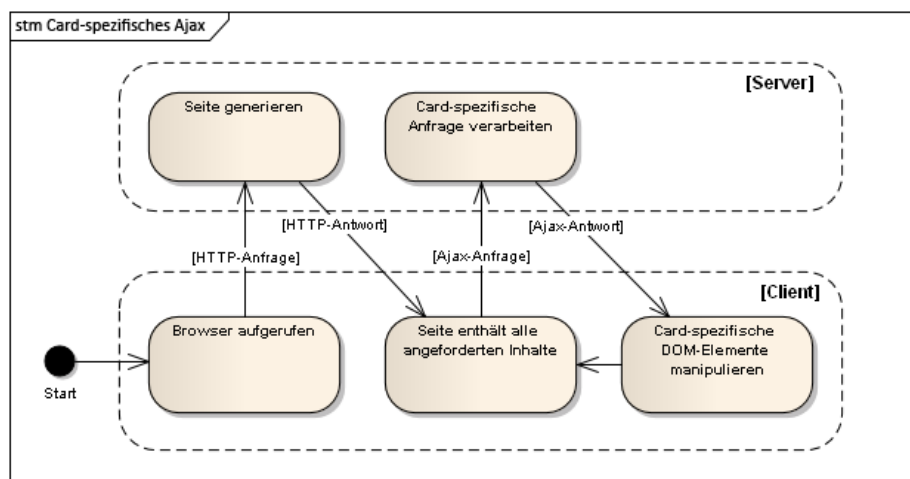 stm Card-spezifisches Ajax
[Server]
Seite generieren
Card-spezifische
Anfrage verarbeiten
[HTTP-Antwort]
[Ajax-Antwort]
[HTTP-Anfrage]
[Ajax-Anfrage]
[Client]
Browser aufgerufen
Seite enthält alle
angeforderten Inhalte
Card-spezifische
DOM-Elemente
manipulieren
Start